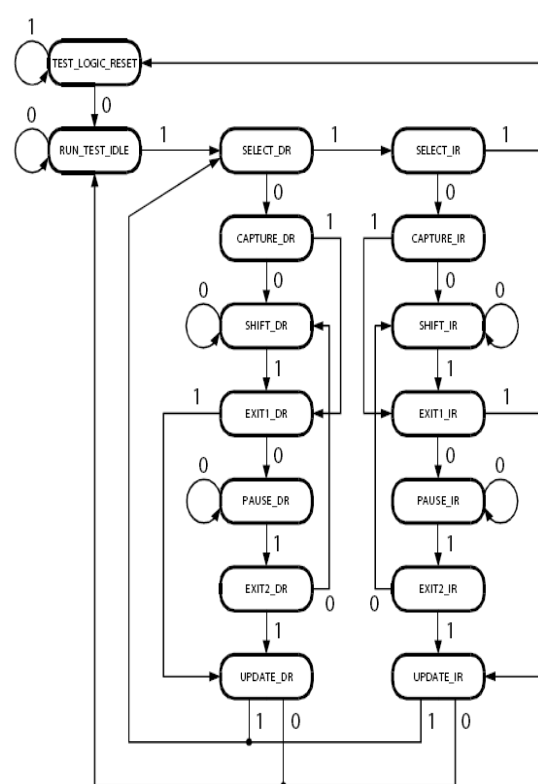 1
TEST_LOGIC_RESET
0
0
RUN_TEST_IDLE
1
SELECT_DR
1
SELECT_IR
1
0
0
CAPTURE_DR
1
1
CAPTURE_IR
0
0
0
SHIFT_DR
SHIFT_IR
0
1
1
1
EXIT1_DR
EXIT1_IR
1
0
0
0
PAUSE_DR
PAUSE_IR
0
1
1
EXIT2_DR
0
0
EXIT2_IR
1
1
UPDATE_DR
UPDATE_IR
1
0
1
0